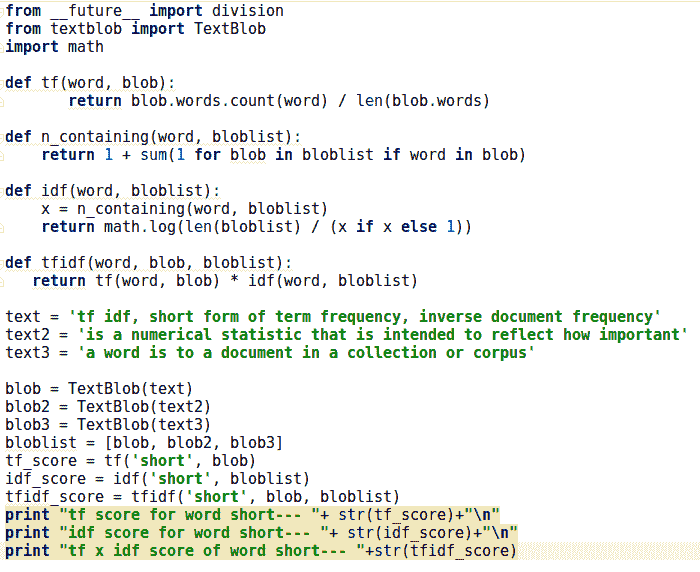 from __future__ import division
from textblob import TextBlob
import math

def tf(word, blob):
       return blob.words.count(word) / len(blob.words)

def n_containing(word, bloblist):
    return 1 + sum(1 for blob in bloblist if word in blob)

def idf(word, bloblist):
    x = n_containing(word, bloblist)
    return math.log(len(bloblist) / (x if x else 1))

def tfidf(word, blob, bloblist):
   return tf(word, blob) * idf(word, bloblist)

text = 'tf idf, short form of term frequency, inverse document frequency'
text2 = 'is a numerical statistic that is intended to reflect how important'
text3 = 'a word is to a document in a collection or corpus'

blob = TextBlob(text)
blob2 = TextBlob(text2)
blob3 = TextBlob(text3)
bloblist = [blob, blob2, blob3]
tf_score = tf('short', blob)
idf_score = idf('short', bloblist)
tfidf_score = tfidf('short', blob, bloblist)
print "tf score for word short--- "+ str(tf_score)+"\n"
print "idf score for word short--- "+ str(idf_score)+"\n"
print "tf x idf score of word short--- "+str(tfidf_score)